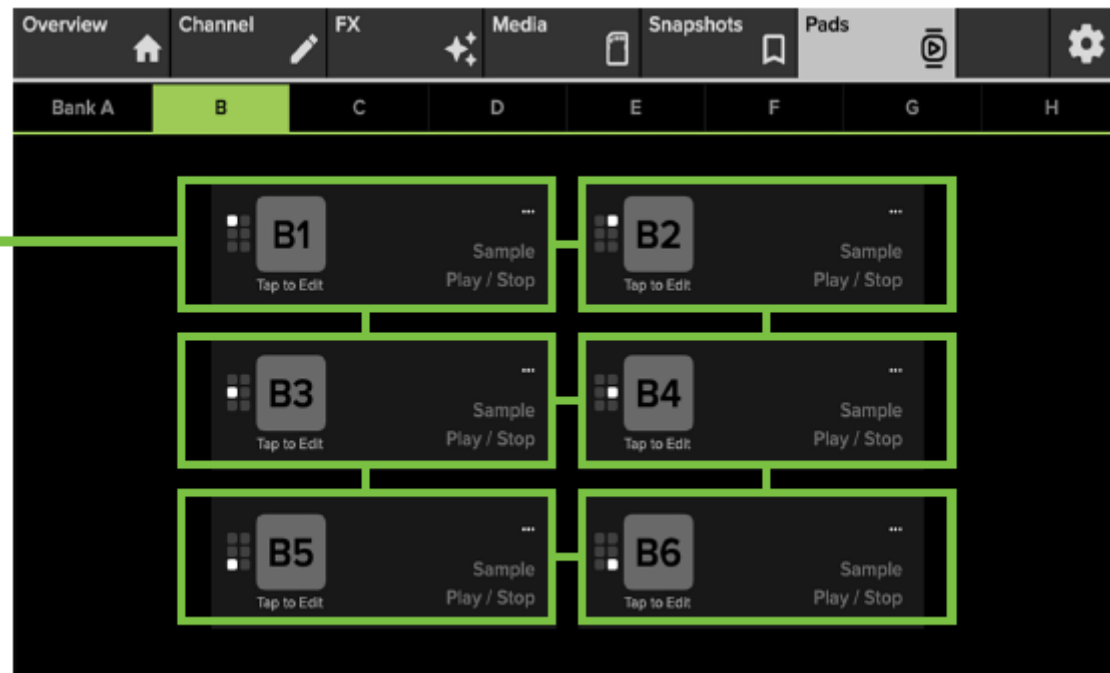 Overview Channel FX Media Snapshots Pads
Bank A B C D E F G H
B1
...
Sample
Play / Stop
Tap to Edit
B2
...
Sample
Play / Stop
Tap to Edit
B3
...
Sample
Play / Stop
Tap to Edit
B4
...
Sample
Play / Stop
Tap to Edit
B5
...
Sample
Play / Stop
Tap to Edit
B6
...
Sample
Play / Stop
Tap to Edit